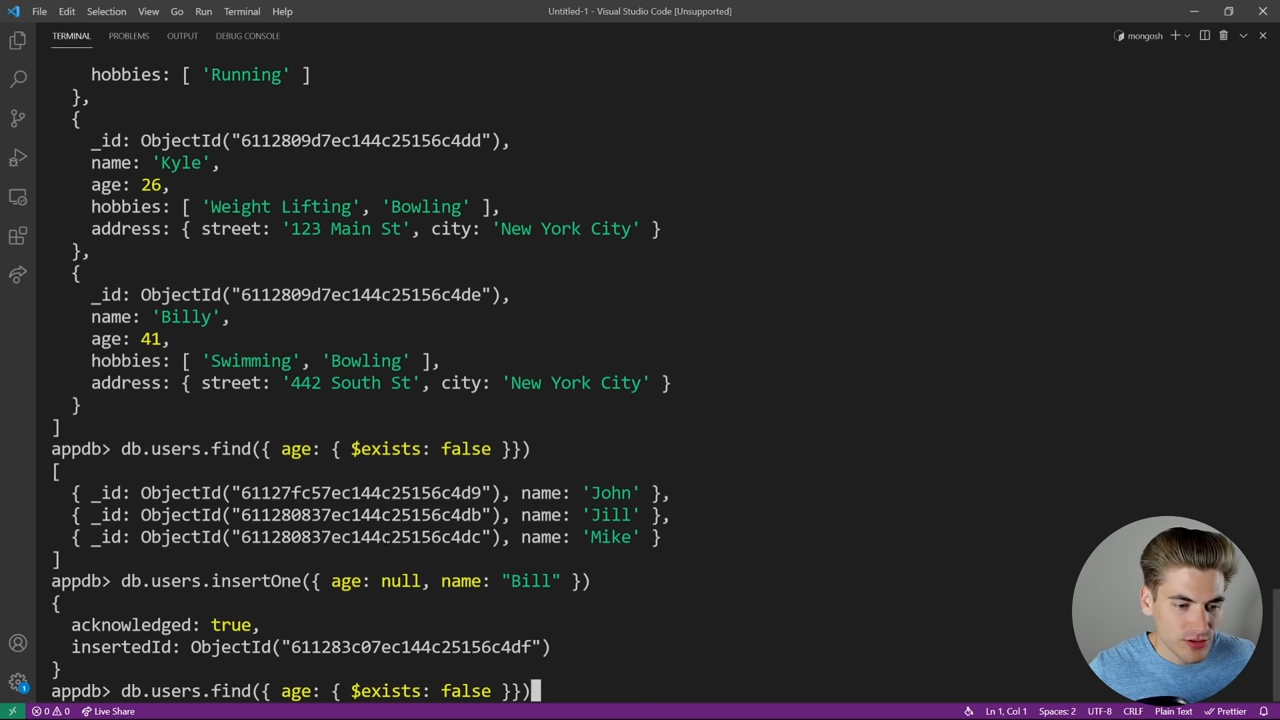 File Edit Selection View Go Run Terminal Help Untitled-1 - Visual Studio Code [Unsupported]
TERMINAL PROBLEMS OUTPUT DEBUG CONSOLE mongosh
hobbies: [ 'Running' ]
},
{
_id: ObjectId("6112809d7ec144c25156c4dd"),
name: 'Kyle',
age: 26,
hobbies: [ 'Weight Lifting', 'Bowling' ],
address: { street: '123 Main St', city: 'New York City' }
},
{
_id: ObjectId("6112809d7ec144c25156c4de"),
name: 'Billy',
age: 41,
hobbies: [ 'Swimming', 'Bowling' ],
address: { street: '442 South St', city: 'New York City' }
}
]
appdb> db.users.find({ age: { $exists: false }})
[
{ _id: ObjectId("61127fc57ec144c25156c4d9"), name: 'John' },
{ _id: ObjectId("611280837ec144c25156c4db"), name: 'Jill' },
{ _id: ObjectId("611280837ec144c25156c4dc"), name: 'Mike' }
]
appdb> db.users.insertOne({ age: null, name: "Bill" })
{
acknowledged: true,
insertedId: ObjectId("611283c07ec144c25156c4df")
}
appdb> db.users.find({ age: { $exists: false }})
1
0 0 Live Share Ln 1, Col 1 Spaces: 2 UTF-8 CRLF Plain Text Prettier